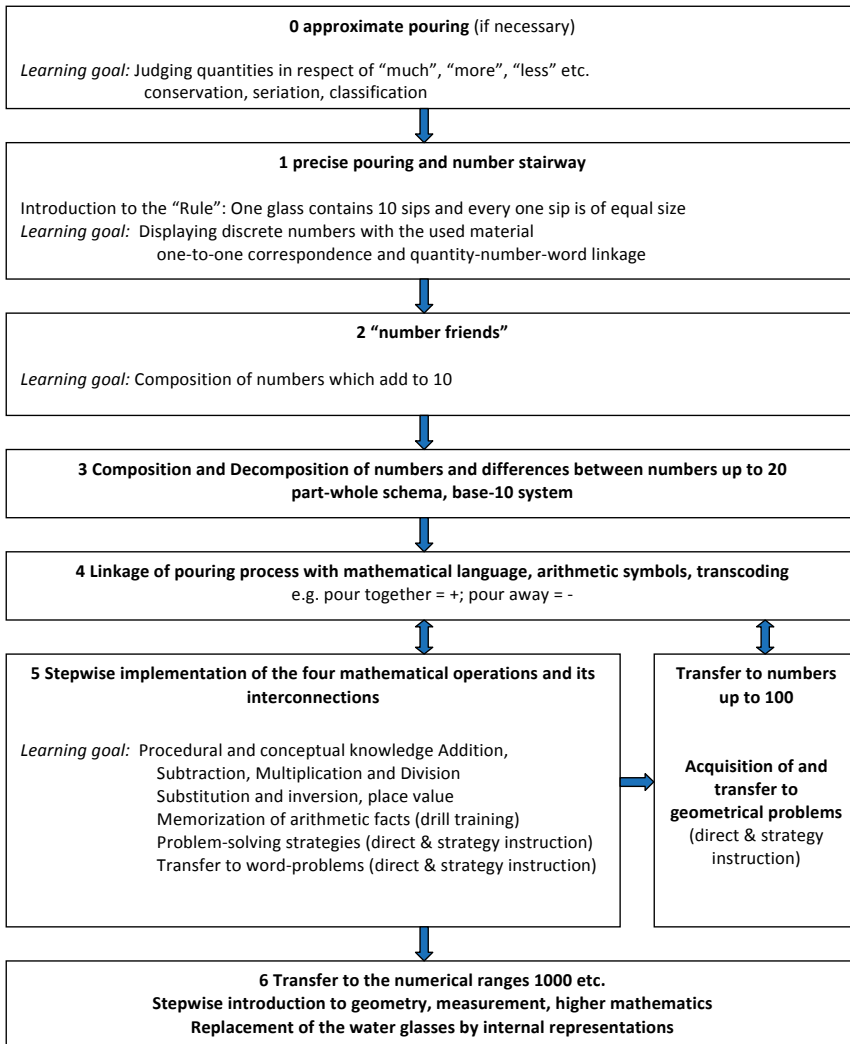 0 approximate pouring (if necessary)
Learning goal: Judging quantities in respect of “much”, “more”, “less” etc.
conservation, seriation, classification
1 precise pouring and number stairway
Introduction to the “Rule”: One glass contains 10 sips and every one sip is of equal size
Learning goal: Displaying discrete numbers with the used material
one-to-one correspondence and quantity-number-word linkage
2 “number friends”
Learning goal: Composition of numbers which add to 10
3 Composition and Decomposition of numbers and differences between numbers up to 20
part-whole schema, base-10 system
4 Linkage of pouring process with mathematical language, arithmetic symbols, transcoding
e.g. pour together = +; pour away = -
5 Stepwise implementation of the four mathematical operations and its
interconnections
Learning goal: Procedural and conceptual knowledge Addition,
Subtraction, Multiplication and Division
Substitution and inversion, place value
Memorization of arithmetic facts (drill training)
Problem-solving strategies (direct & strategy instruction)
Transfer to word-problems (direct & strategy instruction)
Transfer to numbers
up to 100
Acquisition of and
transfer to
geometrical problems
(direct & strategy
instruction)
6 Transfer to the numerical ranges 1000 etc.
Stepwise introduction to geometry, measurement, higher mathematics
Replacement of the water glasses by internal representations